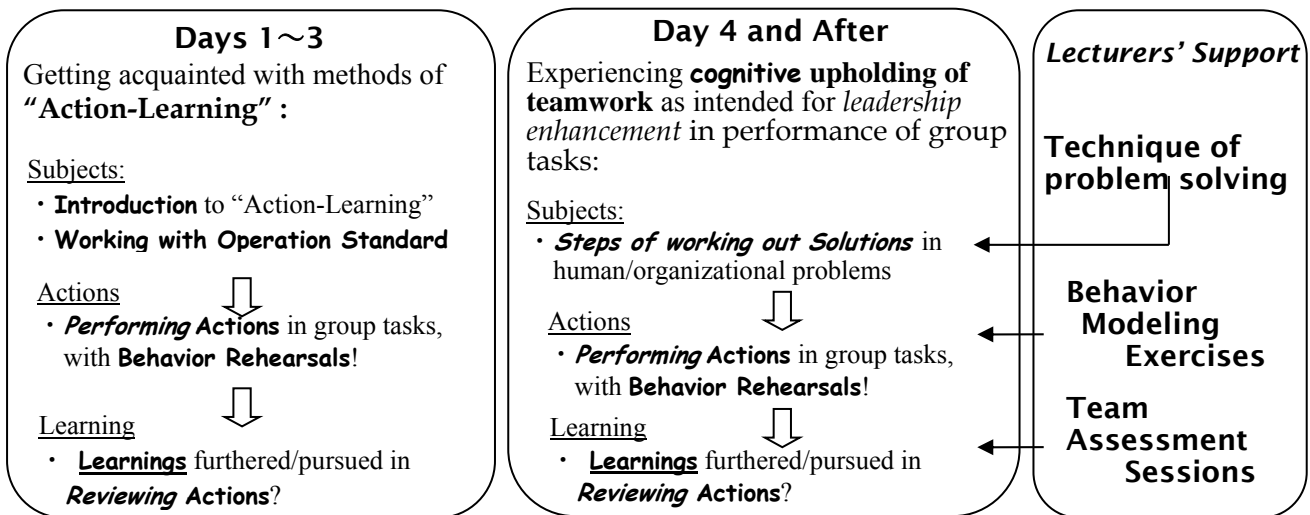 Days 1～3
Getting acquainted with methods of
“Action-Learning” :
Subjects:
・Introduction to “Action-Learning”
・Working with Operation Standard
Actions
・Performing Actions in group tasks,
with Behavior Rehearsals!
Learning
・ Learnings furthered/pursued in
Reviewing Actions?
Day 4 and After
Experiencing cognitive upholding of
teamwork as intended for leadership
enhancement in performance of group
tasks:
Subjects:
・Steps of working out Solutions in
human/organizational problems
Actions
・Performing Actions in group tasks,
with Behavior Rehearsals!
Learning
・ Learnings furthered/pursued in
Reviewing Actions?
Lecturers’ Support
Technique of
problem solving
Behavior
Modeling
Exercises
Team
Assessment
Sessions